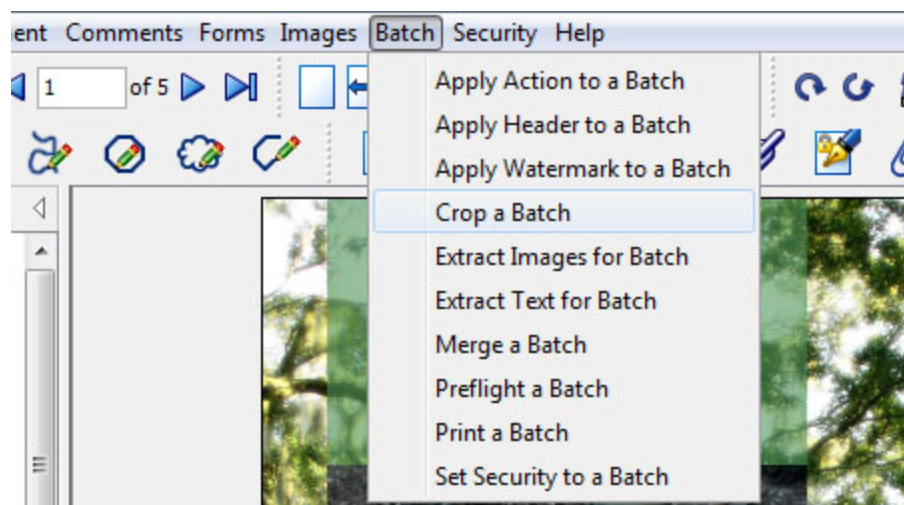 ent Comments Forms Images Batch Security Help
1 of 5
Apply Action to a Batch
Apply Header to a Batch
Apply Watermark to a Batch
Crop a Batch
Extract Images for Batch
Extract Text for Batch
Merge a Batch
Preflight a Batch
Print a Batch
Set Security to a Batch